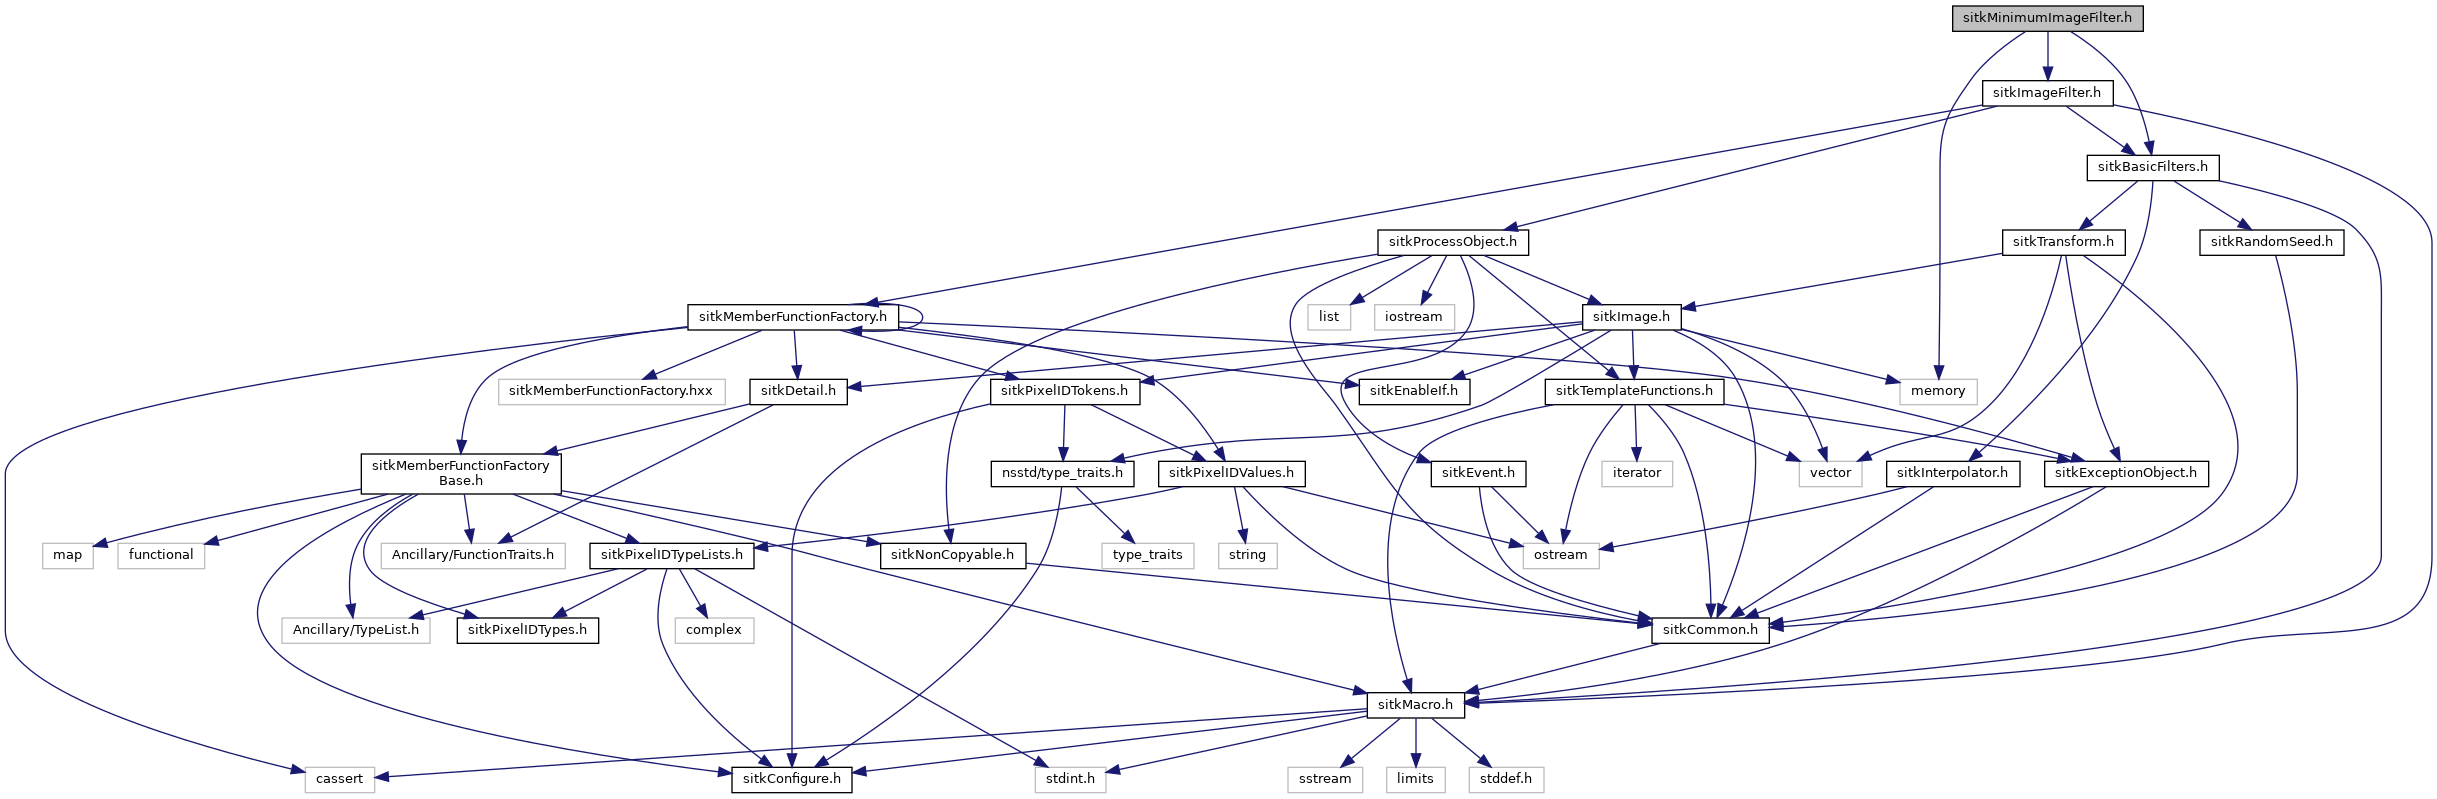 sitkMinimumImageFilter.h
sitkImageFilter.h
sitkBasicFilters.h
sitkProcessObject.h
sitkTransform.h
sitkRandomSeed.h
sitkMemberFunctionFactory.h
list
iostream
sitkImage.h
sitkMemberFunctionFactory.hxx
sitkDetail.h
sitkPixelIDTokens.h
sitkEnableIf.h
sitkTemplateFunctions.h
memory
sitkMemberFunctionFactory
Base.h
nsstd/type_traits.h
sitkPixelIDValues.h
sitkEvent.h
iterator
vector
sitkInterpolator.h
sitkExceptionObject.h
map
functional
Ancillary/FunctionTraits.h
sitkPixelIDTypeLists.h
sitkNonCopyable.h
type_traits
string
ostream
Ancillary/TypeList.h
sitkPixelIDTypes.h
complex
sitkCommon.h
sitkMacro.h
cassert
sitkConfigure.h
stdint.h
sstream
limits
stddef.h